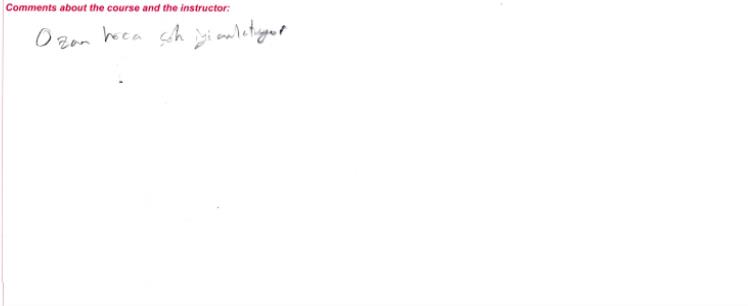 Comments about the course and the instructor:
Ozan hoca çok iyi anlatıyor